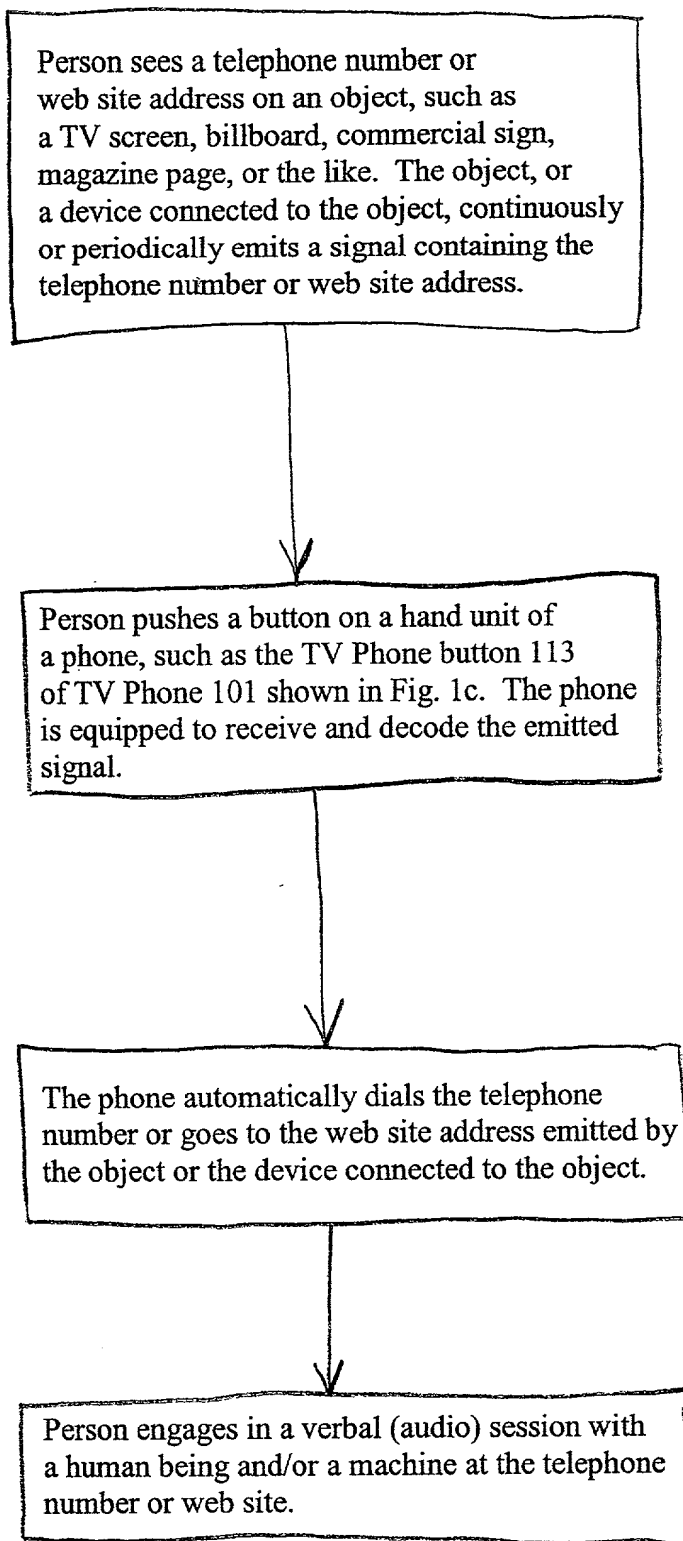 Person sees a telephone number or
web site address on an object, such as
a TV screen, billboard, commercial sign,
magazine page, or the like. The object, or
a device connected to the object, continuously
or periodically emits a signal containing the
telephone number or web site address.
Person pushes a button on a hand unit of
a phone, such as the TV Phone button 113
of TV Phone 101 shown in Fig. 1c. The phone
is equipped to receive and decode the emitted
signal.
The phone automatically dials the telephone
number or goes to the web site address emitted by
the object or the device connected to the object.
Person engages in a verbal (audio) session with
a human being and/or a machine at the telephone
number or web site.